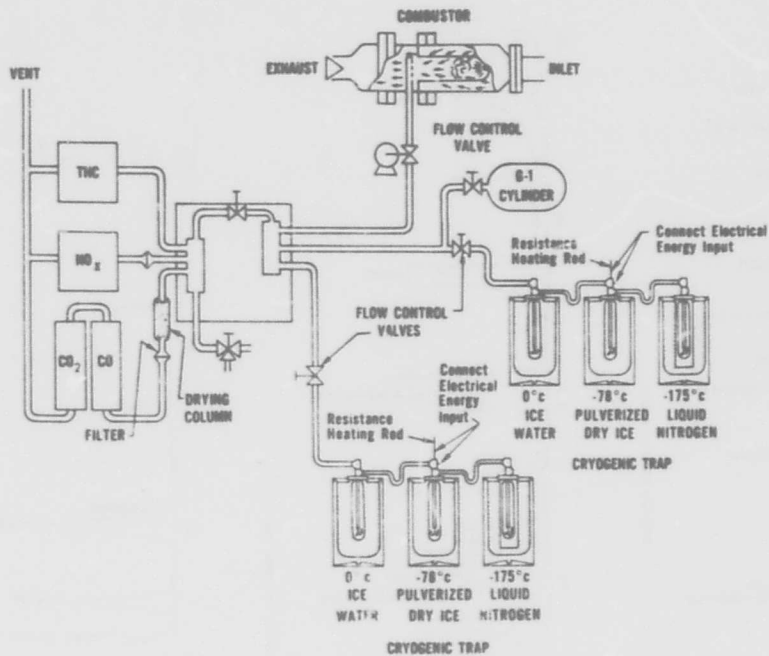 COMBUSTOR
EXHAUST
INLET
VENT
FLOW CONTROL
VALVE
THC
G-1
CYLINDER
NOx
Resistance
Heating Rod
Connect Electrical
Energy Input
FLOW CONTROL
VALVES
CO2
CO
DRYING
COLUMN
FILTER
0°c
ICE
WATER
-78°c
PULVERIZED
DRY ICE
-175°c
LIQUID
NITROGEN
CRYOGENIC TRAP
Connect
Electrical
Energy
Input
Resistance
Heating Rod
0°c
ICE
WATER
-78°c
PULVERIZED
DRY ICE
-175°c
LIQUID
NITROGEN
CRYOGENIC TRAP